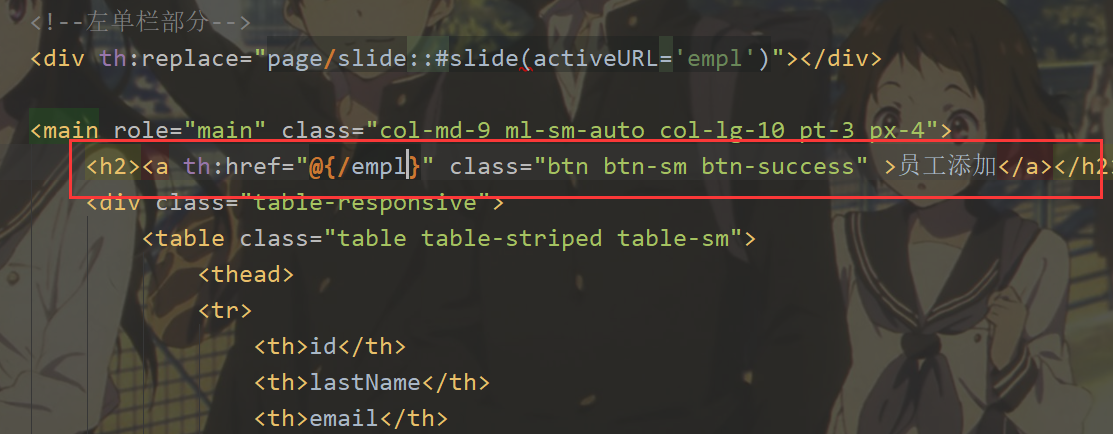 <!--左单栏部分-->
<div th:replace="page/slide::#slide(activeURL='empl')"></div>
<main role="main" class="col-md-9 ml-sm-auto col-lg-10 pt-3 px-4">
<h2><a th:href="@{/empl}" class="btn btn-sm btn-success" >员工添加</a></h2>
<div class="table-responsive">
<table class="table table-striped table-sm">
<thead>
<tr>
<th>id</th>
<th>lastName</th>
<th>email</th>